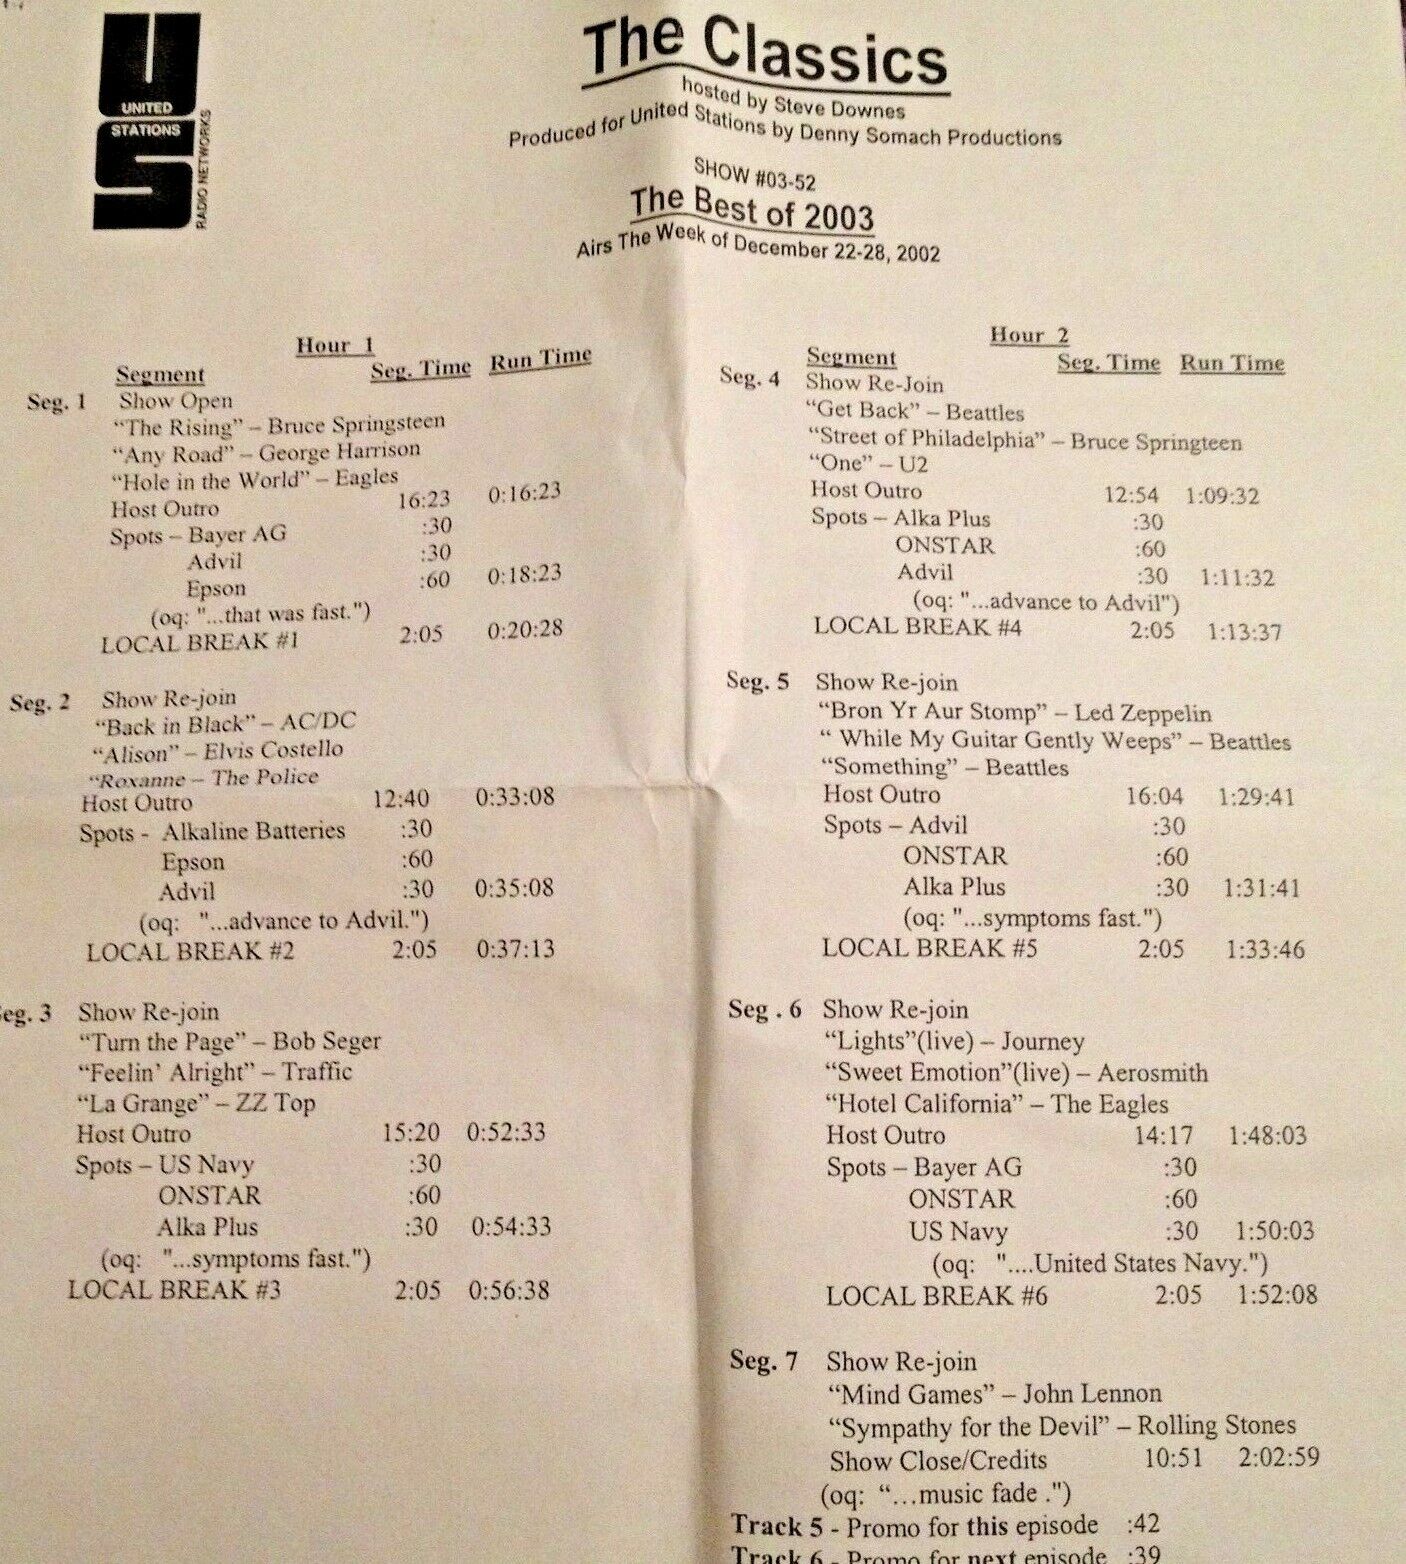 UNITED
STATIONS
RADIO NETWORKS
The Classics
hosted by Steve Downes
Produced for United Stations by Denny Somach Productions
SHOW #03-52
The Best of 2003
Airs The Week of December 22-28, 2002
Hour 1
Segment Seg. Time Run Time
Seg. 1 Show Open
“The Rising” – Bruce Springsteen
“Any Road” – George Harrison
“Hole in the World” – Eagles
Host Outro 16:23 0:16:23
Spots – Bayer AG :30
Advil :30
Epson :60 0:18:23
(oq: "...that was fast.")
LOCAL BREAK #1 2:05 0:20:28
Seg. 2 Show Re-join
“Back in Black” – AC/DC
“Alison” – Elvis Costello
“Roxanne – The Police
Host Outro 12:40 0:33:08
Spots - Alkaline Batteries :30
Epson :60
Advil :30 0:35:08
(oq: "...advance to Advil.")
LOCAL BREAK #2 2:05 0:37:13
eg. 3 Show Re-join
“Turn the Page” – Bob Seger
“Feelin’ Alright” – Traffic
“La Grange” – ZZ Top
Host Outro 15:20 0:52:33
Spots – US Navy :30
ONSTAR :60
Alka Plus :30 0:54:33
(oq: "...symptoms fast.")
LOCAL BREAK #3 2:05 0:56:38
Hour 2
Segment Seg. Time Run Time
Seg. 4 Show Re-Join
“Get Back” – Beattles
“Street of Philadelphia” – Bruce Springteen
“One” – U2
Host Outro 12:54 1:09:32
Spots – Alka Plus :30
ONSTAR :60
Advil :30 1:11:32
(oq: "...advance to Advil")
LOCAL BREAK #4 2:05 1:13:37
Seg. 5 Show Re-join
“Bron Yr Aur Stomp” – Led Zeppelin
“ While My Guitar Gently Weeps” – Beattles
“Something” – Beattles
Host Outro 16:04 1:29:41
Spots – Advil :30
ONSTAR :60
Alka Plus :30 1:31:41
(oq: "...symptoms fast.")
LOCAL BREAK #5 2:05 1:33:46
Seg . 6 Show Re-join
“Lights”(live) – Journey
“Sweet Emotion”(live) – Aerosmith
“Hotel California” – The Eagles
Host Outro 14:17 1:48:03
Spots – Bayer AG :30
ONSTAR :60
US Navy :30 1:50:03
(oq: "....United States Navy.")
LOCAL BREAK #6 2:05 1:52:08
Seg. 7 Show Re-join
“Mind Games” – John Lennon
“Sympathy for the Devil” – Rolling Stones
Show Close/Credits 10:51 2:02:59
(oq: “...music fade .")
Track 5 - Promo for this episode :42
Track 6 - Promo for next episode :39